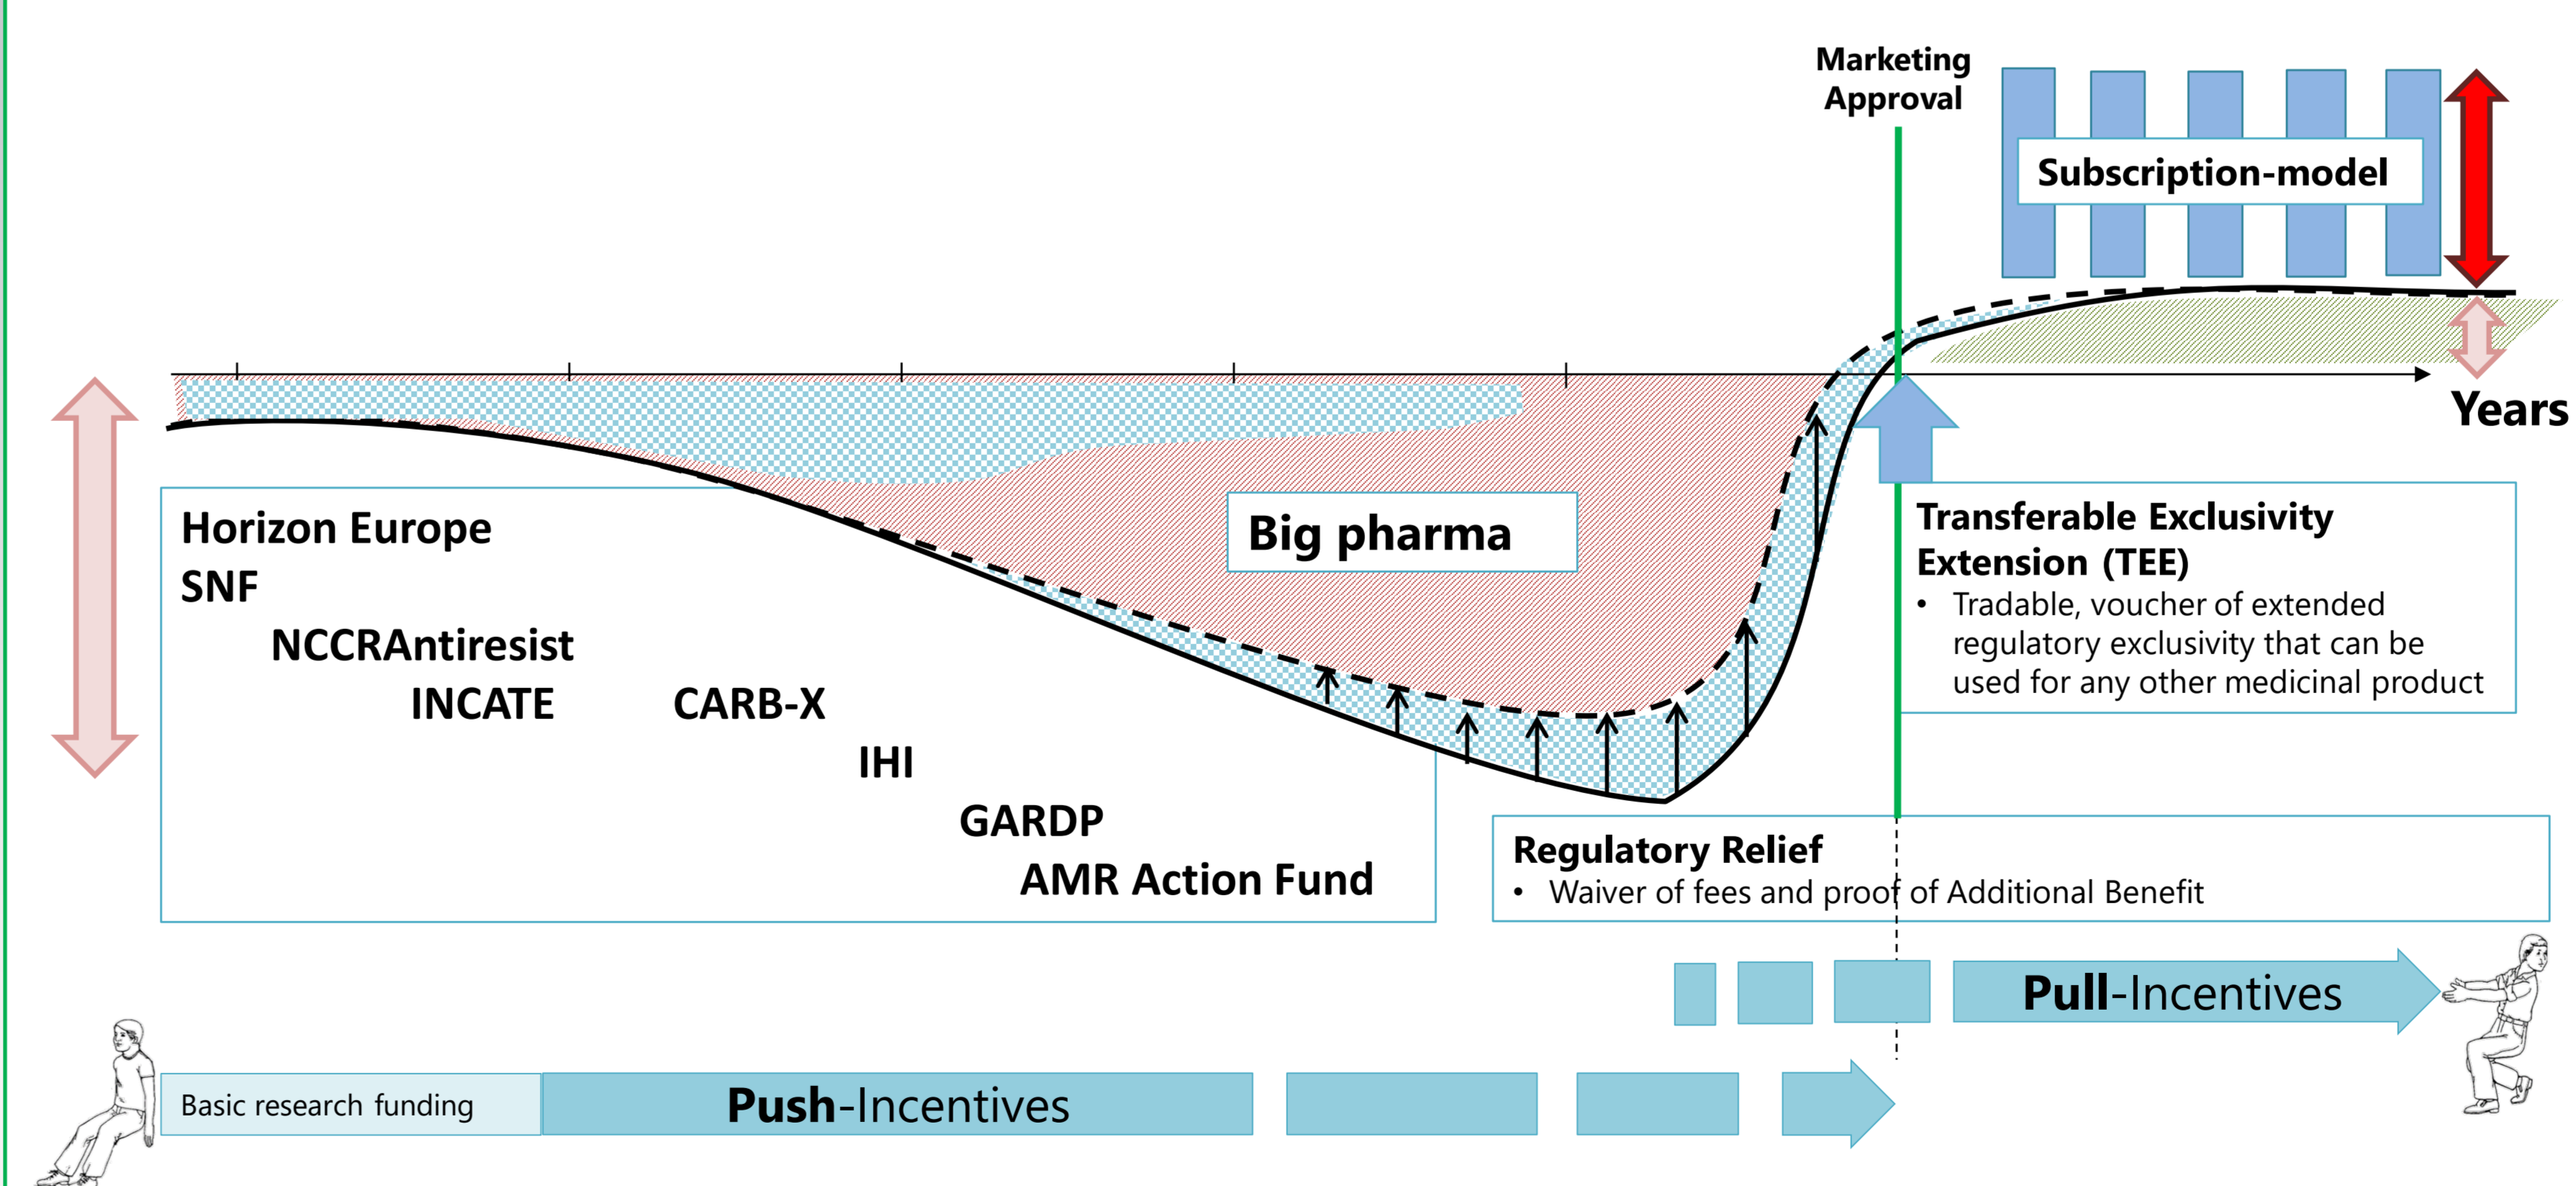 Marketing
Approval
Subscription-model
Years
Big pharma
Horizon Europe
SNF
NCCRAntiresist
INCATE CARB-X
IHI
GARDP
AMR Action Fund
Transferable Exclusivity
Extension (TEE)
• Tradable, voucher of extended
regulatory exclusivity that can be
used for any other medicinal product
Regulatory Relief
• Waiver of fees and proof of Additional Benefit
Pull-Incentives
Basic research funding
Push-Incentives